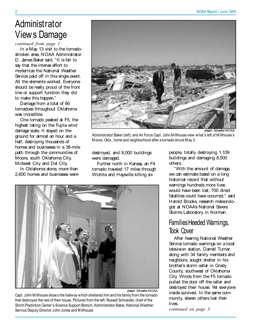 2
NOAA Report / June 1999
Administrator
Views Damage
continued from page 1
In a May 13 visit to the tornado-
stricken area, NOAA Administrator
D. James Baker said, "It is fair to
say that the intense effort to
modernize the National Weather
Service paid off in this single event.
All the elements worked. Everyone
should be really proud of the front
line or support function they did
to make this happen."
Damage from a total of 66
tornadoes throughout Oklahoma
was incredible.
One tornado peaked at F5, the
highest rating on the Fujita wind
damage scale. It stayed on the
ground for almost an hour and a
half, destroying thousands of
homes and business in a 38-mile
path through the communities of
Moore, south Oklahoma City,
Midwest City and Del City.
In Oklahoma alone, more than
2,600 homes and businesses were
Joseph Schaefer/NOAA
Administrator Baker (left) and Air Force Capt. John Millhouse view what's left of Millhouse's
Moore, Okla., home and neighborhood after a tornado struck May 3.
destroyed, and 8,000 buildings
were damaged.
Further north in Kansas, an F4
tornado traveled 17 miles through
Wichita and Haysville killing six
people, totally destroying 1,109
buildings and damaging 8,500
others.
"With the amount of damage,
we can estimate based on a long
historical record that without
warnings hundreds more lives
would have been lost, 700 direct
fatalities could have occurred," said
Harold Brooks, research meteorolo-
gist at NOAA's National Severe
Storms Laboratory in Norman.
Families Heeded Warnings,
Took Cover
After hearing National Weather
Service tornado warnings on a local
television station, Darrell Turner,
along with 34 family members and
neighbors, sought shelter in his
brother's storm cellar in Grady
County, southwest of Oklahoma
City. Winds from the F5 tornado
pulled the door off the cellar and
destroyed their house. Yet everyone
inside survived. In the same com-
munity, eleven others lost their
lives.
continued on page 3
Joseph Schaefer/NOAA
Capt. John Millhouse shows the hallway which sheltered him and his family from the tornado
that destroyed the rest of their house. Pictured from the left: Russell Schneider, chief of the
Storm Prediction Center's Science Support Branch, Administrator Baker, National Weather
Service Deputy Director John Jones and Millhouse.